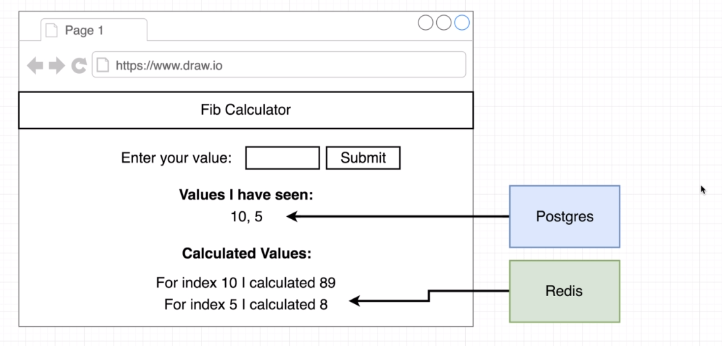 Page 1
https://www.draw.io
Fib Calculator
Enter your value: Submit
Values I have seen:
10, 5
Postgres
Calculated Values:
For index 10 I calculated 89
For index 5 I calculated 8
Redis